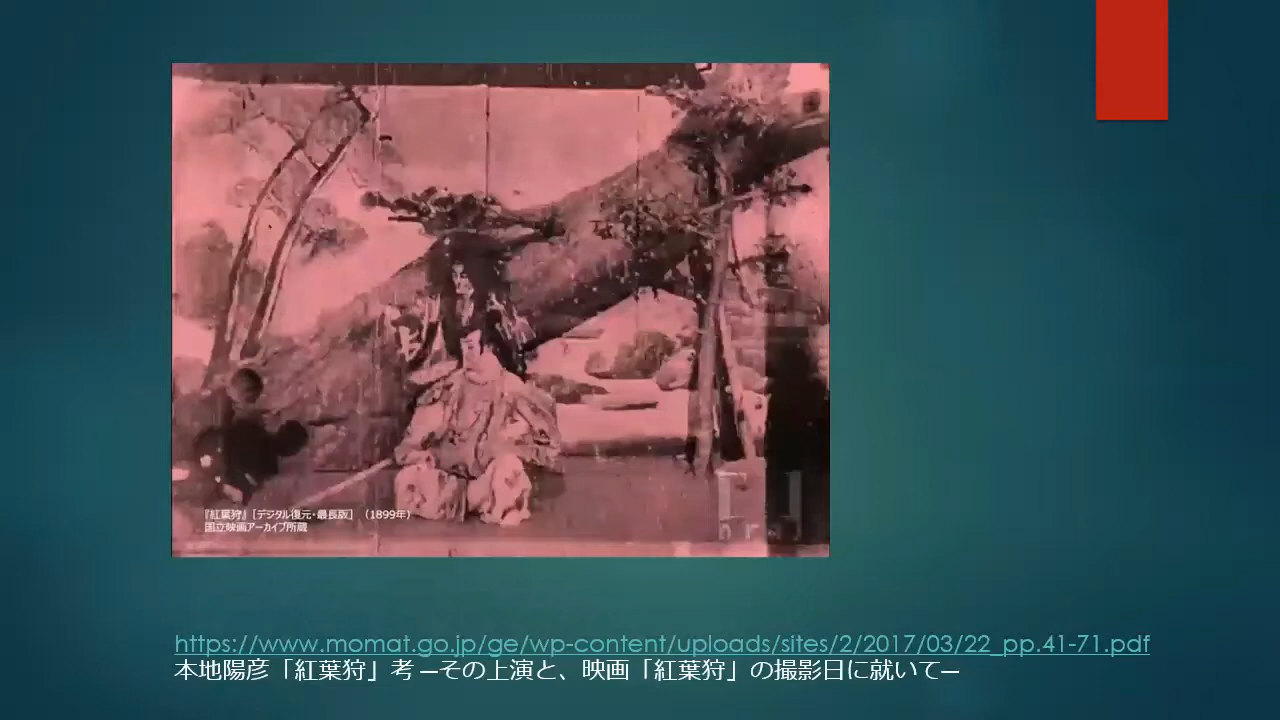 『紅葉狩』［デジタル復元・最長版］（1899年）
国立映画アーカイブ所蔵
https://www.momat.go.jp/ge/wp-content/uploads/sites/2/2017/03/22_pp.41-71.pdf
本地陽彦「紅葉狩」考 ─その上演と、映画「紅葉狩」の撮影日に就いて─